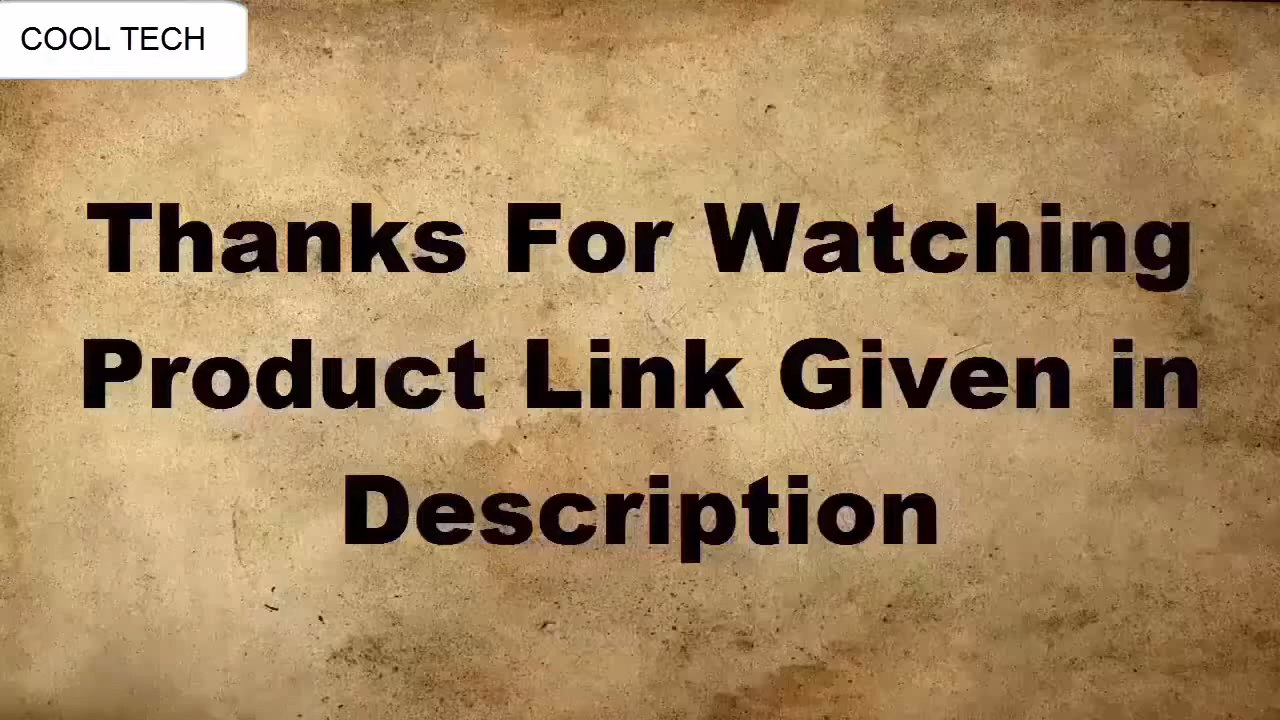 COOL TECH
Thanks For Watching
Product Link Given in
Description